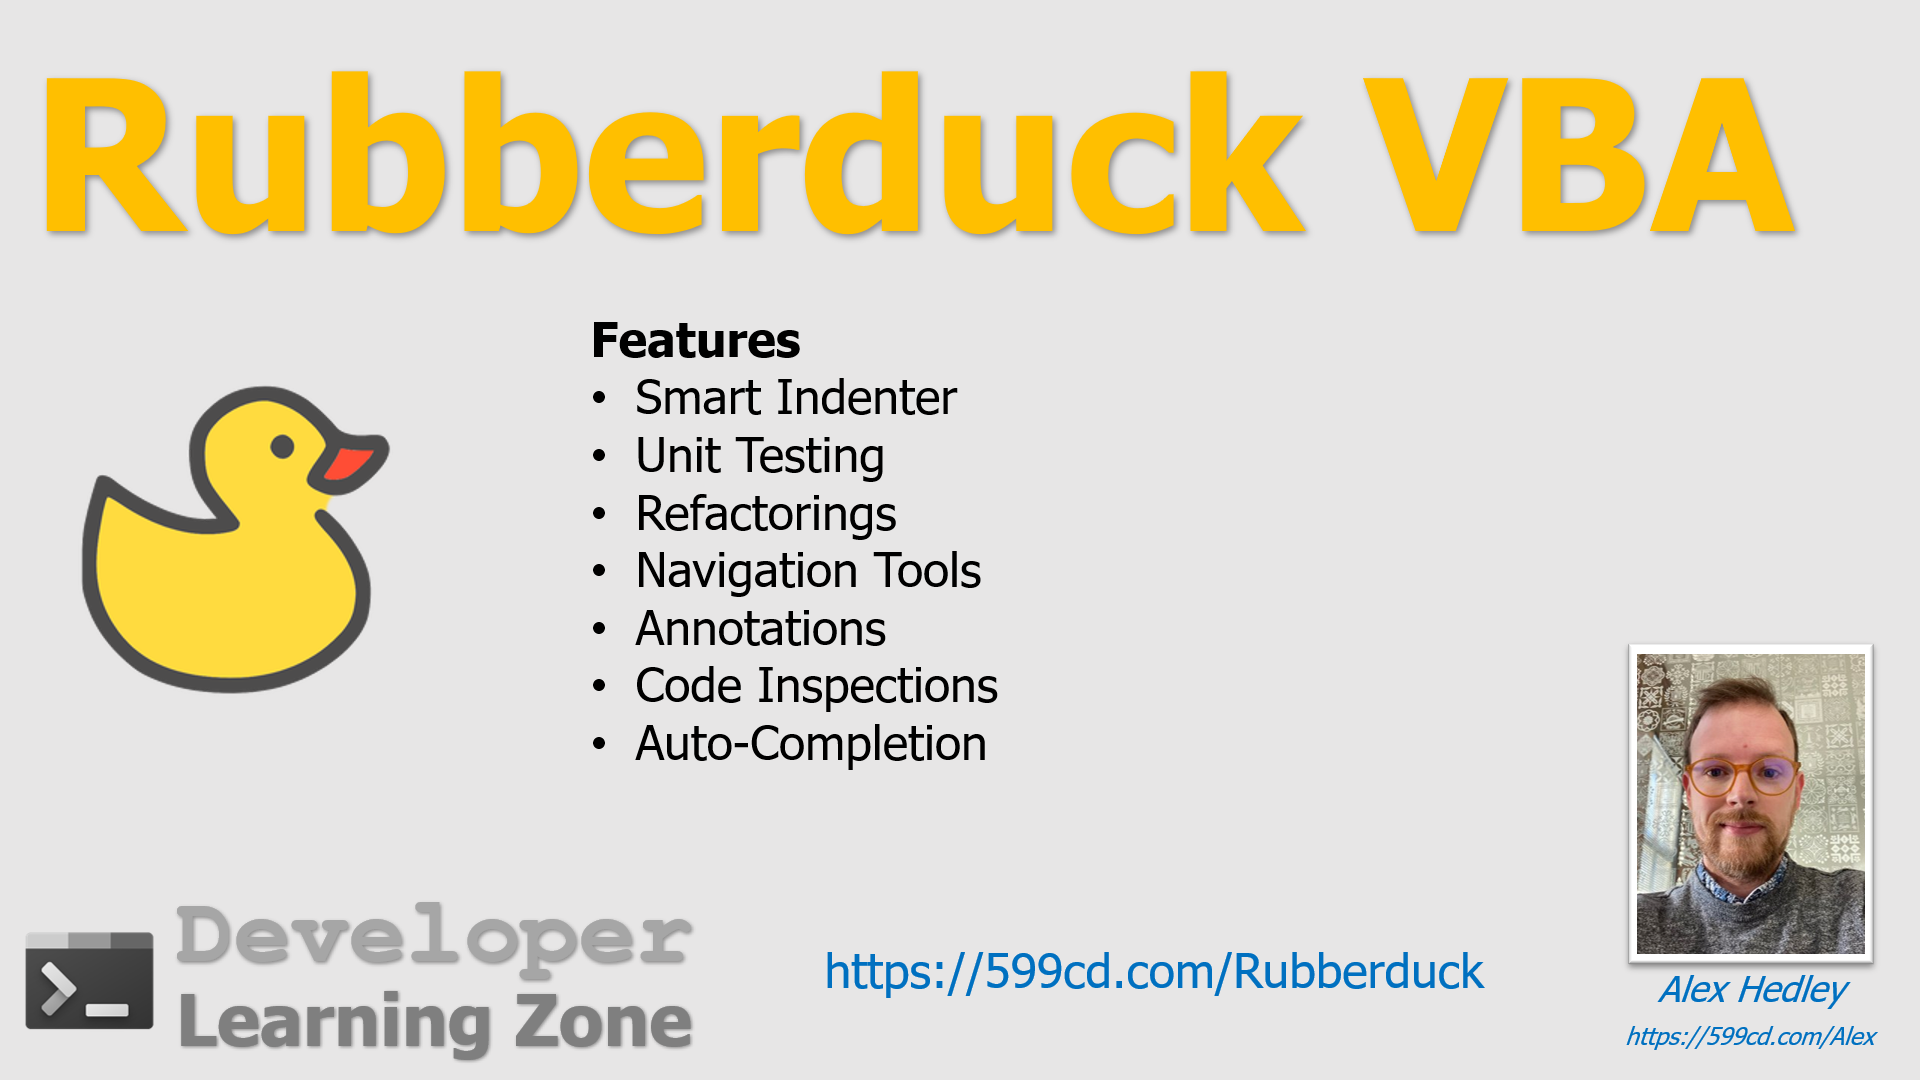 Rubberduck VBA
Features
• Smart Indenter
• Unit Testing
• Refactorings
• Navigation Tools
• Annotations
• Code Inspections
• Auto-Completion
Developer
Learning Zone
https://599cd.com/Rubberduck
Alex Hedley
https://599cd.com/Alex